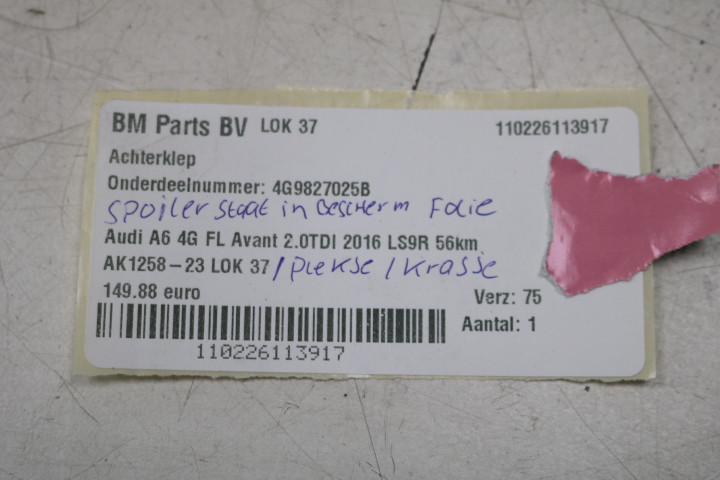 BM Parts BV LOK 37 110226113917
Achterklep
Onderdeelnummer: 4G9827025B
spoiler staat in Bescherm Folie
Audi A6 4G FL Avant 2.0TDI 2016 LS9R 56km
AK1258-23 LOK 37 / piekse / krasse
149.88 euro Verz: 75
Aantal: 1
110226113917